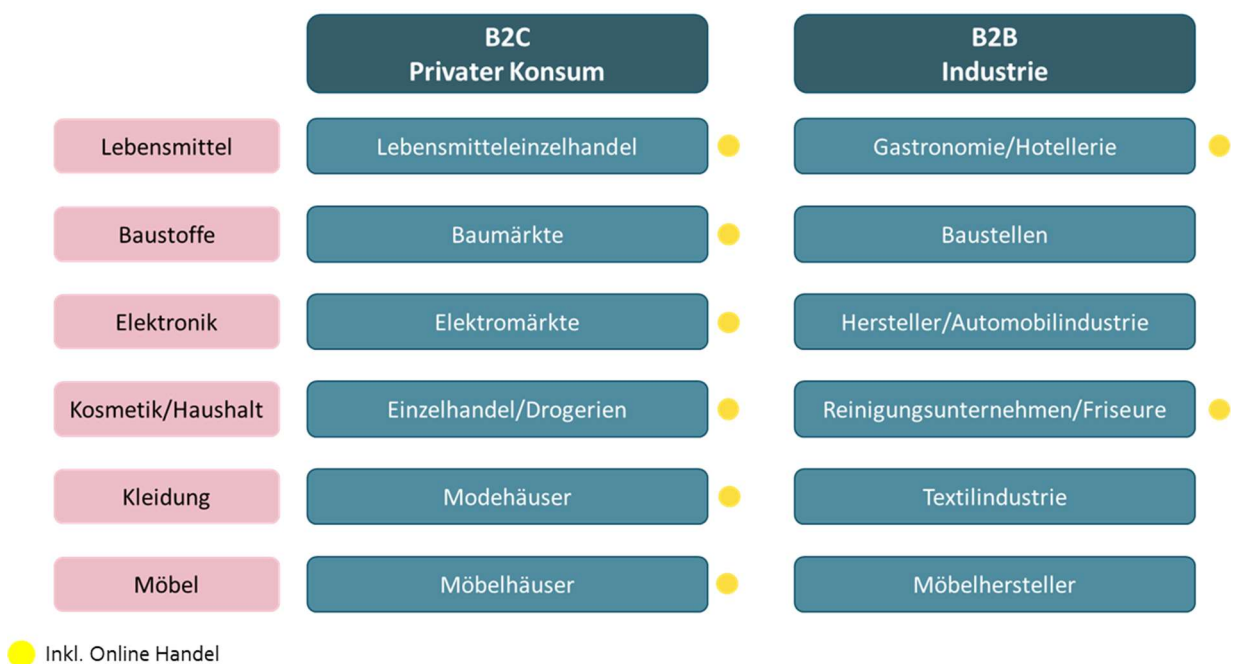 B2C
Privater Konsum
B2B
Industrie
Lebensmittel
Lebensmitteleinzelhandel
Gastronomie/Hotellerie
Baustoffe
Baumärkte
Baustellen
Elektronik
Elektromärkte
Hersteller/Automobilindustrie
Kosmetik/Haushalt
Einzelhandel/Drogerien
Reinigungsunternehmen/Friseure
Kleidung
Modehäuser
Textilindustrie
Möbel
Möbelhäuser
Möbelhersteller
Inkl. Online Handel